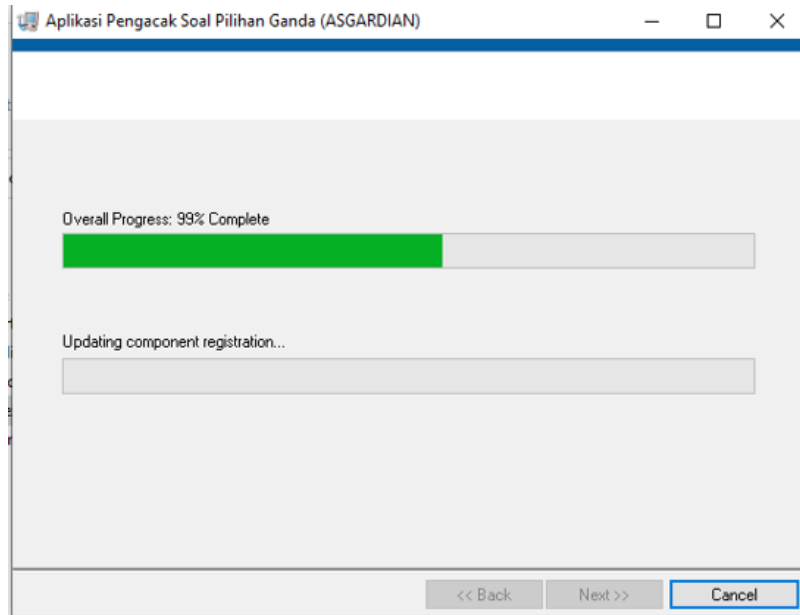 Aplikasi Pengacak Soal Pilihan Ganda (ASGARDIAN)
Overall Progress: 99% Complete
Updating component registration...
<< Back Next >> Cancel